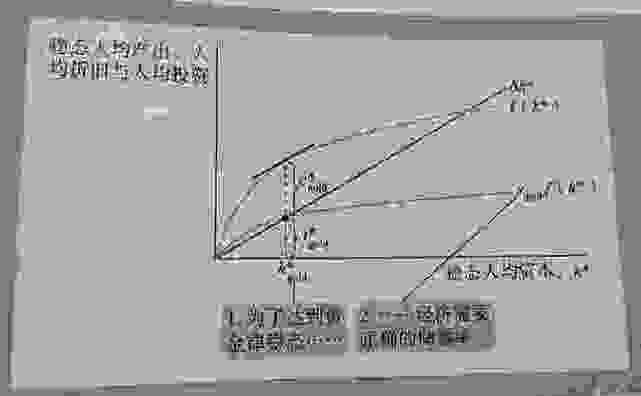 稳态人均产出、人
均折旧与人均投资
δk*
f(k*)
c*gold
s gold f(k*)
i*gold
k*gold
稳态人均资本，k*
1.为了达到黄
金律稳态……
2.……经济需要
正确的储蓄率